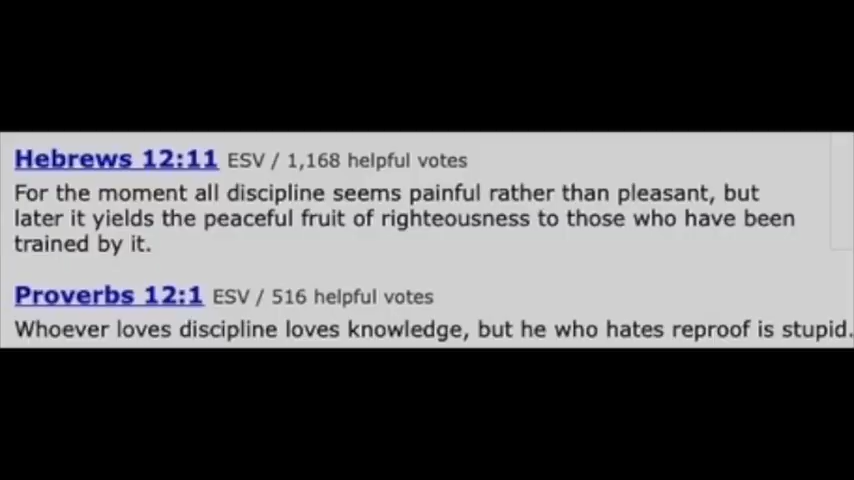 Hebrews 12:11 ESV / 1,168 helpful votes
For the moment all discipline seems painful rather than pleasant, but
later it yields the peaceful fruit of righteousness to those who have been
trained by it.
Proverbs 12:1 ESV / 516 helpful votes
Whoever loves discipline loves knowledge, but he who hates reproof is stupid.